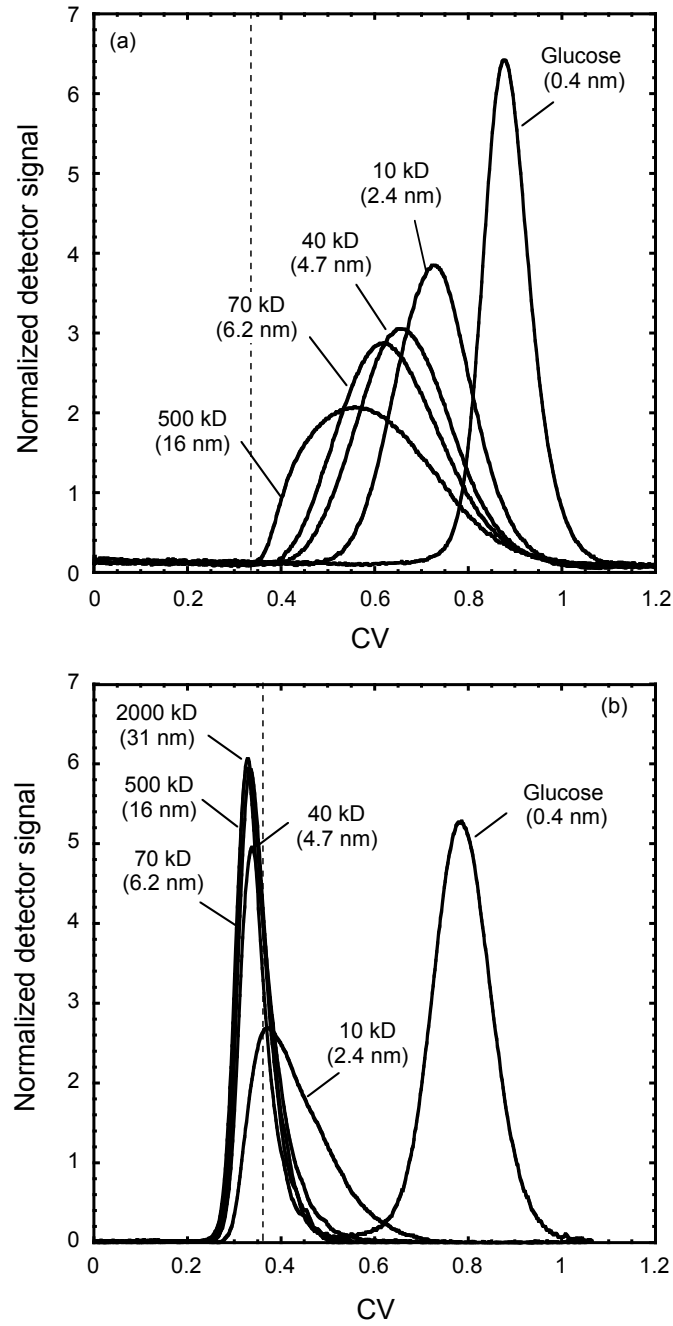 (a)
7
6
5
4
3
2
1
0
Normalized detector signal
Glucose
(0.4 nm)
10 kD
(2.4 nm)
40 kD
(4.7 nm)
70 kD
(6.2 nm)
500 kD
(16 nm)
0 0.2 0.4 0.6 0.8 1 1.2
CV
(b)
7
6
5
4
3
2
1
0
Normalized detector signal
2000 kD
(31 nm)
500 kD
(16 nm)
70 kD
(6.2 nm)
40 kD
(4.7 nm)
10 kD
(2.4 nm)
Glucose
(0.4 nm)
0 0.2 0.4 0.6 0.8 1 1.2
CV